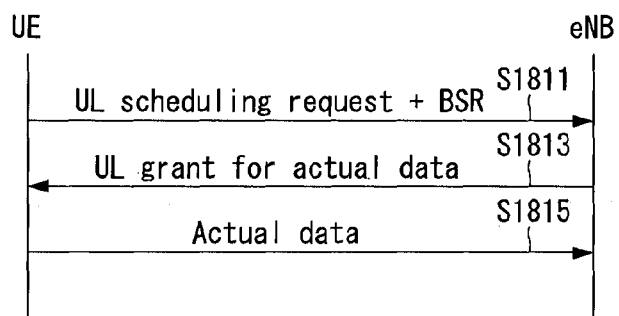 UE
eNB
S1811
UL scheduling request + BSR
S1813
UL grant for actual data
S1815
Actual data